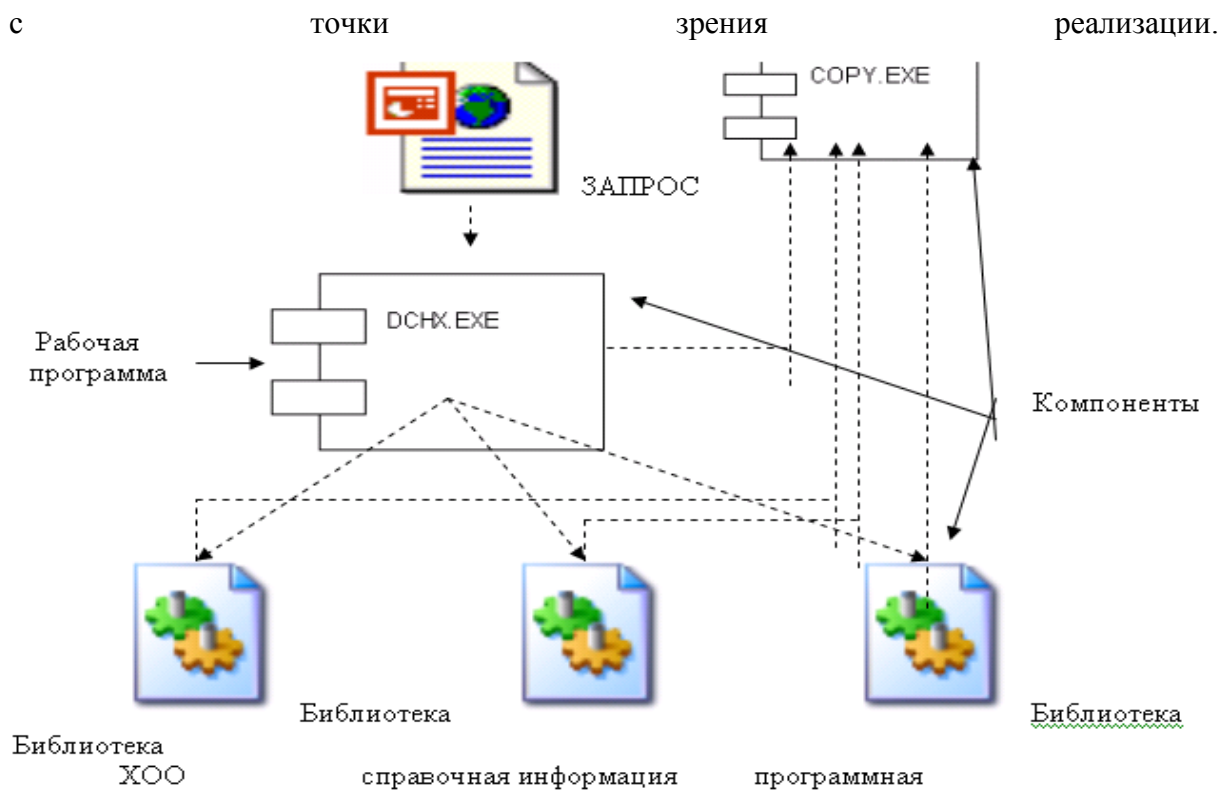 с точки зрения реализации.
COPY.EXE
ЗАПРОС
DCHX.EXE
Рабочая
программа
Компоненты
Библиотека Библиотека
Библиотека
ХОО справочная информация программная